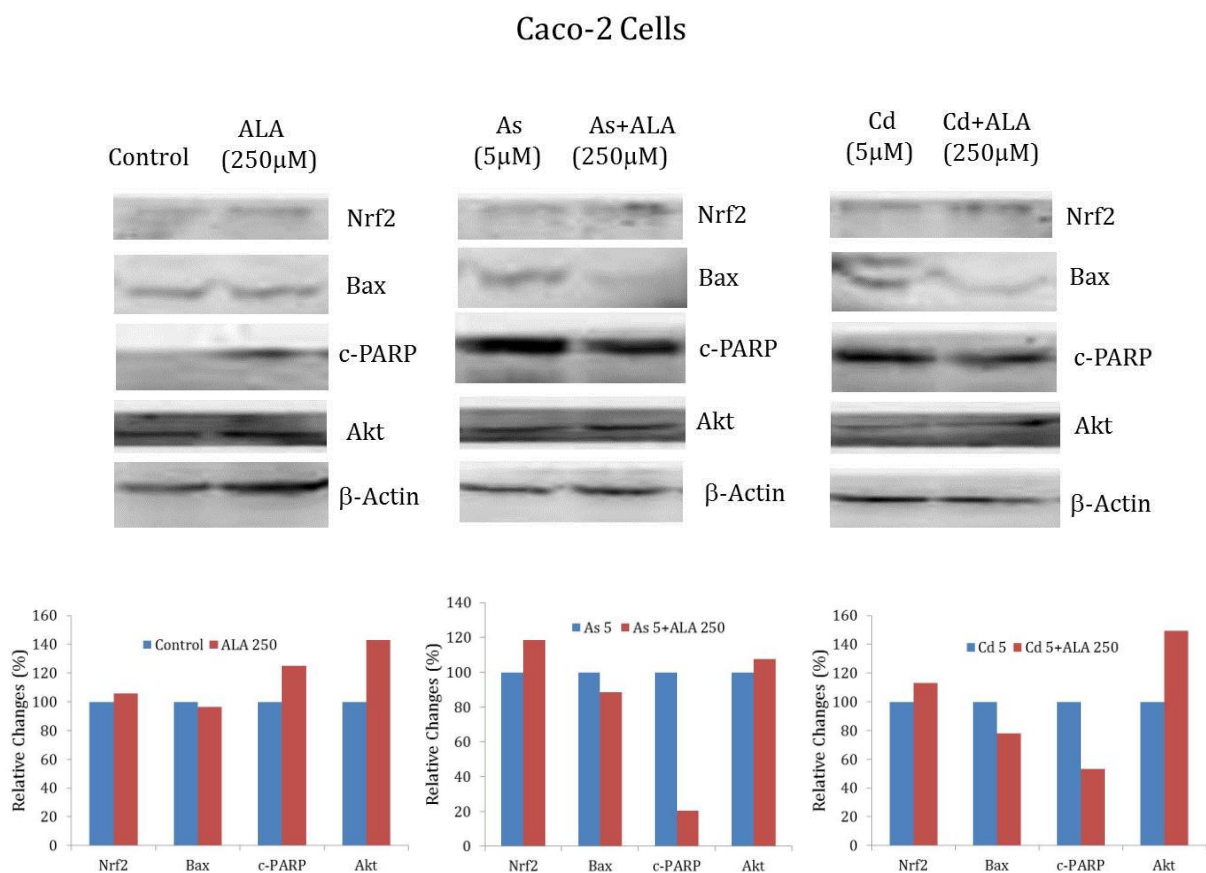 Caco-2 Cells
Control
ALA
(250μM)
Nrf2
Bax
c-PARP
Akt
β-Actin
As
(5μM)
As+ALA
(250μM)
Nrf2
Bax
c-PARP
Akt
β-Actin
Cd
(5μM)
Cd+ALA
(250μM)
Nrf2
Bax
c-PARP
Akt
β-Actin
Relative Changes (%)
160
140
120
100
80
60
40
20
0
Control ALA 250
Nrf2 Bax c-PARP Akt
Relative Changes (%)
140
120
100
80
60
40
20
0
As 5 As 5+ALA 250
Nrf2 Bax c-PARP Akt
Relative Changes (%)
160
140
120
100
80
60
40
20
0
Cd 5 Cd 5+ALA 250
Nrf2 Bax c-PARP Akt